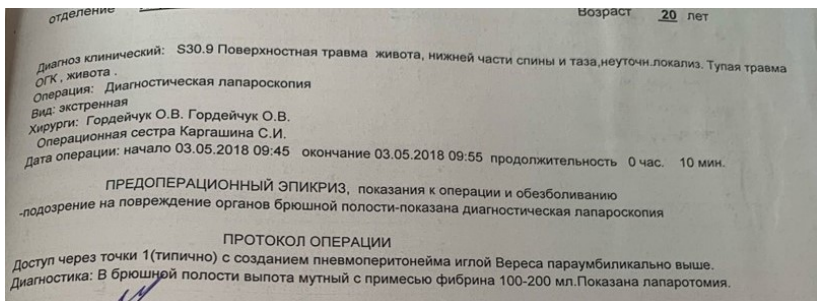 отделение
Возраст 20 лет
Диагноз клинический: S30.9 Поверхностная травма живота, нижней части спины и таза,неуточн.локализ. Тупая травма
ОГК , живота .
Операция: Диагностическая лапароскопия
Вид: экстренная
Хирурги: Гордейчук О.В. Гордейчук О.В.
Операционная сестра Каргашина С.И.
Дата операции: начало 03.05.2018 09:45 окончание 03.05.2018 09:55 продолжительность 0 час. 10 мин.
ПРЕДОПЕРАЦИОННЫЙ ЭПИКРИЗ, показания к операции и обезболиванию
-подозрение на повреждение органов брюшной полости-показана диагностическая лапароскопия
ПРОТОКОЛ ОПЕРАЦИИ
Доступ через точки 1(типично) с созданием пневмоперитонейма иглой Вереса параумбиликально выше.
Диагностика: В брюшной полости выпота мутный с примесью фибрина 100-200 мл.Показана лапаротомия.